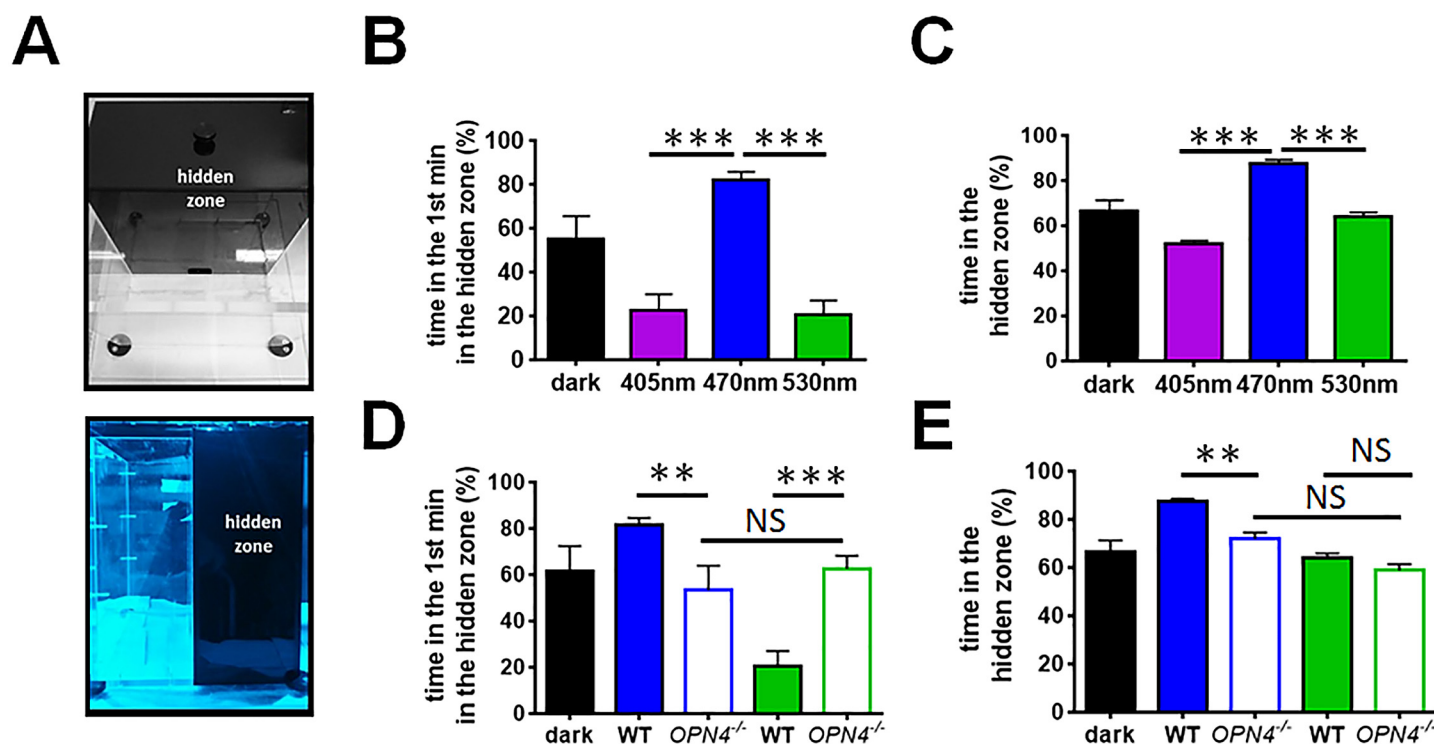 A
hidden
zone
hidden
zone
B
time in the 1st min
in the hidden zone (%)
100
80
60
40
20
0
***
***
dark
405nm
470nm
530nm
C
time in the
hidden zone (%)
100
80
60
40
20
0
***
***
dark
405nm
470nm
530nm
D
time in the 1st min
in the hidden zone (%)
100
80
60
40
20
0
**
***
NS
dark
WT
OPN4-/-
WT
OPN4-/-
E
time in the
hidden zone (%)
100
80
60
40
20
0
**
NS
NS
dark
WT
OPN4-/-
WT
OPN4-/-